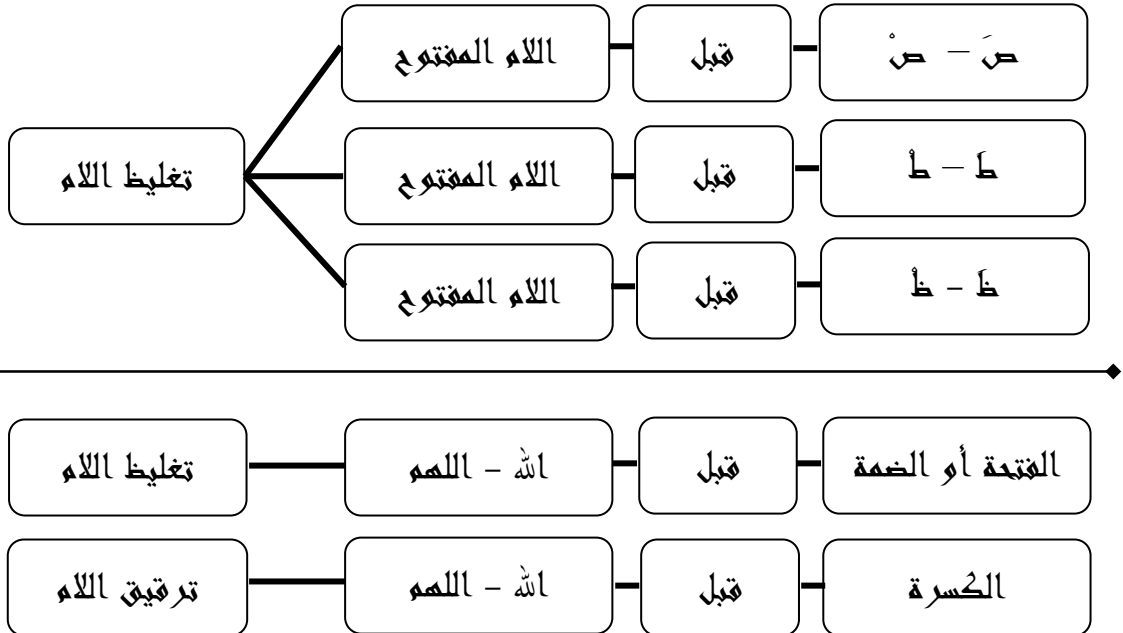 صَ – صْ قبل اللام المفتوح
طَ – طْ قبل اللام المفتوح تغليظ اللام
ظَ – ظْ قبل اللام المفتوح
الفتحة أو الضمة قبل الله – اللهم تغليظ اللام
الكسرة قبل الله – اللهم ترقيق اللام